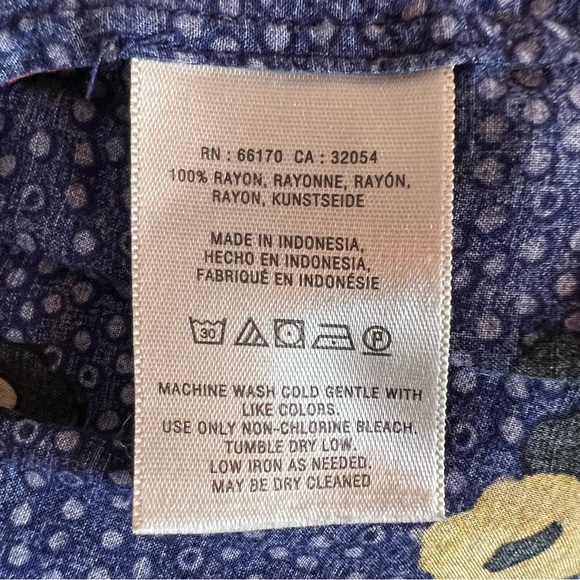 RN : 66170 CA : 32054
100% RAYON, RAYONNE, RAYÓN,
RAYON, KUNSTSEIDE
MADE IN INDONESIA,
HECHO EN INDONESIA,
FABRIQUÉ EN INDONÉSIE
30 P
MACHINE WASH COLD GENTLE WITH
LIKE COLORS.
USE ONLY NON-CHLORINE BLEACH.
TUMBLE DRY LOW.
LOW IRON AS NEEDED.
MAY BE DRY CLEANED